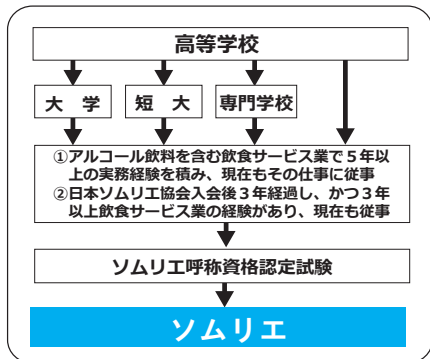 高等学校
大　学
短　大
専門学校
①アルコール飲料を含む飲食サービス業で５年以
上の実務経験を積み、現在もその仕事に従事
②日本ソムリエ協会入会後３年経過し、かつ３年
以上飲食サービス業の経験があり、現在も従事
ソムリエ呼称資格認定試験
ソムリエ